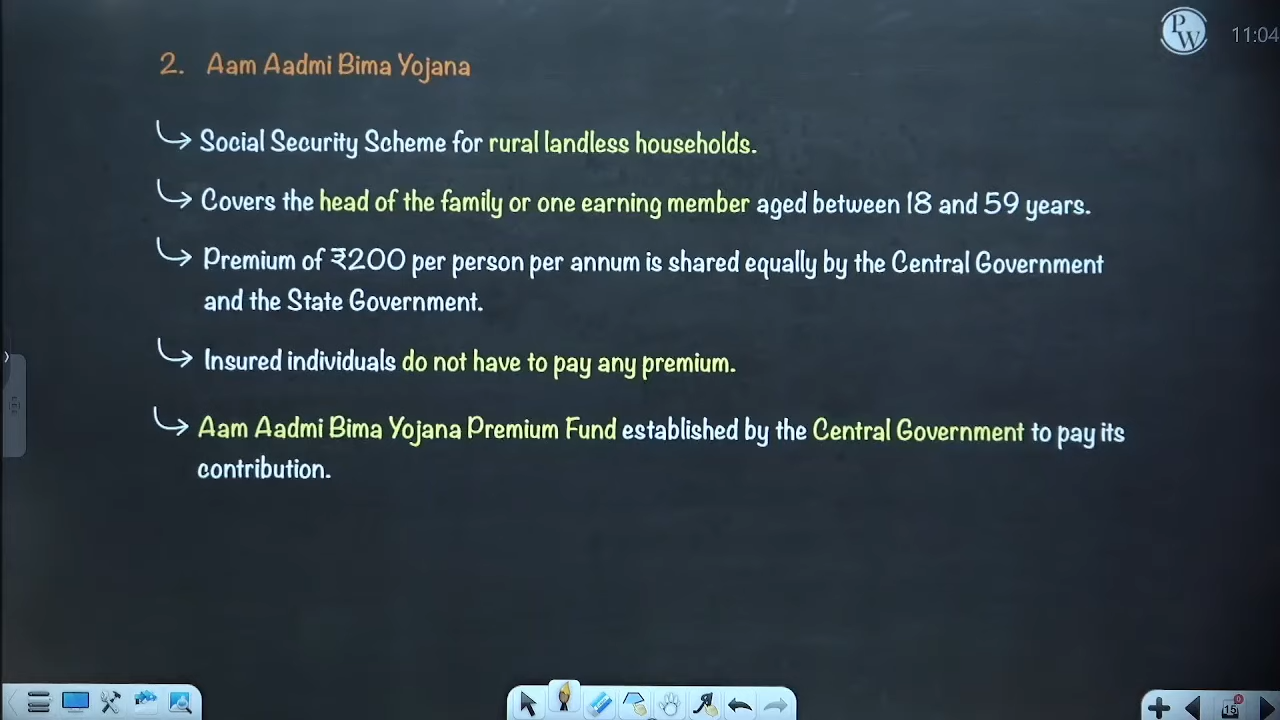 PW
11:04
2. Aam Aadmi Bima Yojana
Social Security Scheme for rural landless households.
Covers the head of the family or one earning member aged between 18 and 59 years.
Premium of ₹200 per person per annum is shared equally by the Central Government
and the State Government.
Insured individuals do not have to pay any premium.
Aam Aadmi Bima Yojana Premium Fund established by the Central Government to pay its
contribution.
15